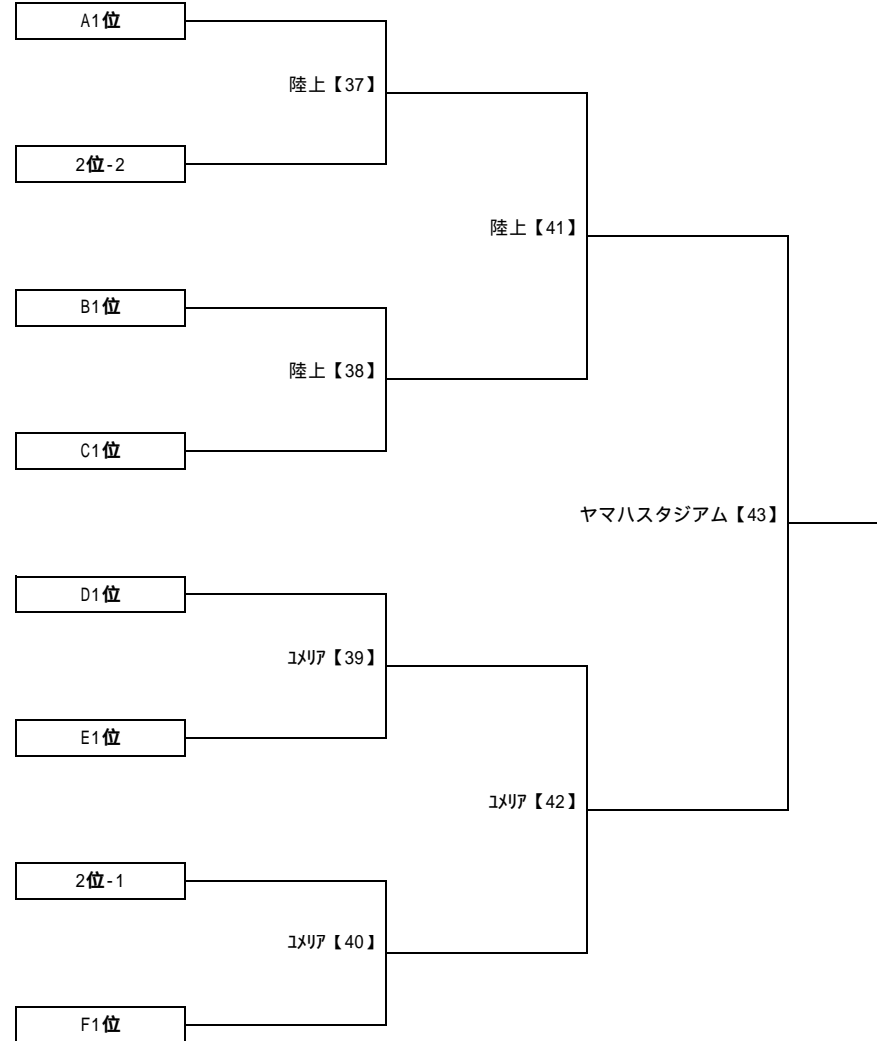 A1位
陸上【37】
2位-2
陸上【41】
B1位
陸上【38】
C1位
ヤマハスタジアム【43】
D1位
ﾕﾒﾘｱ【39】
E1位
ﾕﾒﾘｱ【42】
2位-1
ﾕﾒﾘｱ【40】
F1位